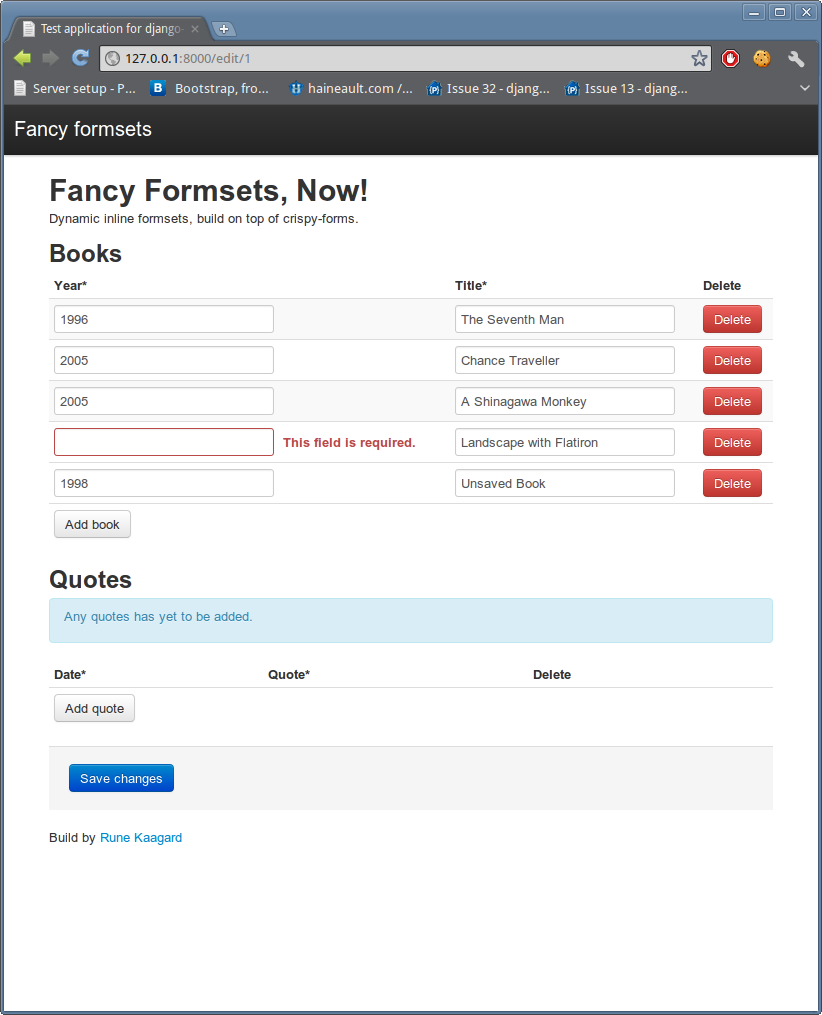 Test application for django-
127.0.0.1:8000/edit/1
Server setup - P... Bootstrap, fro... haineault.com /... Issue 32 - djang... Issue 13 - djang...
Fancy formsets
Fancy Formsets, Now!
Dynamic inline formsets, build on top of crispy-forms.
Books
Year* Title* Delete
1996 The Seventh Man Delete
2005 Chance Traveller Delete
2005 A Shinagawa Monkey Delete
This field is required. Landscape with Flatiron Delete
1998 Unsaved Book Delete
Add book
Quotes
Any quotes has yet to be added.
Date* Quote* Delete
Add quote
Save changes
Build by Rune Kaagard